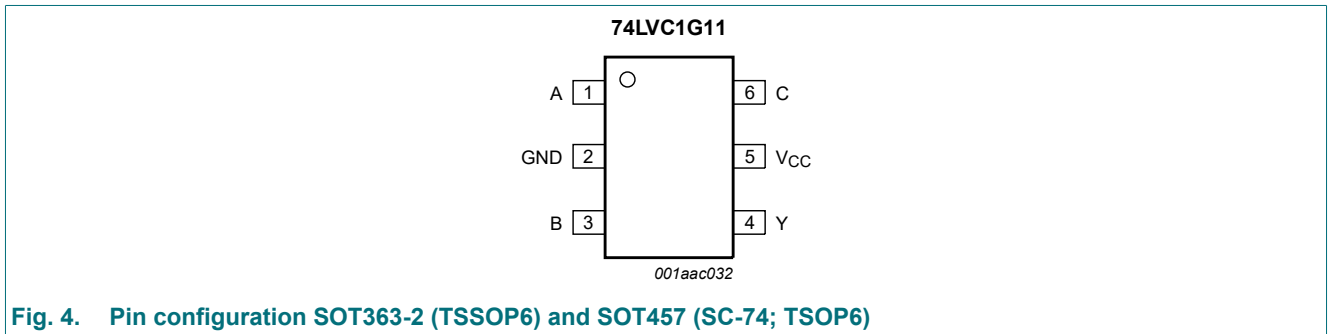 74LVC1G11
A 1 6 C
GND 2 5 VCC
B 3 4 Y
001aac032
Fig. 4. Pin configuration SOT363-2 (TSSOP6) and SOT457 (SC-74; TSOP6)